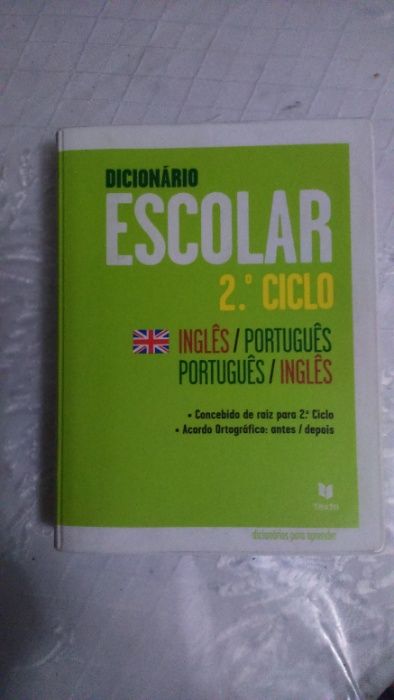 DICIONÁRIO
ESCOLAR
2.º CICLO
INGLÊS / PORTUGUÊS
PORTUGUÊS / INGLÊS
• Concebido de raiz para 2.º Ciclo
• Acordo Ortográfico: antes / depois
Texto
dicionários para aprender